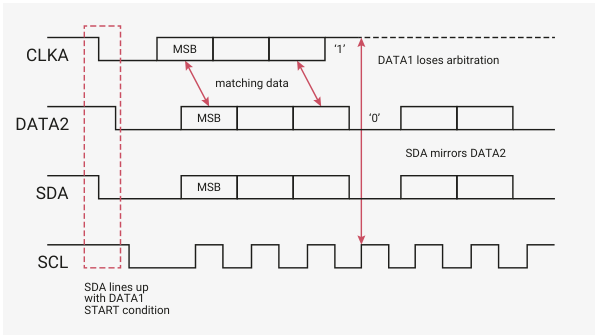 CLKA
MSB
‘1’
DATA1 loses arbitration
matching data
DATA2
MSB
‘0’
SDA mirrors DATA2
SDA
MSB
SCL
SDA lines up
with DATA1
START condition